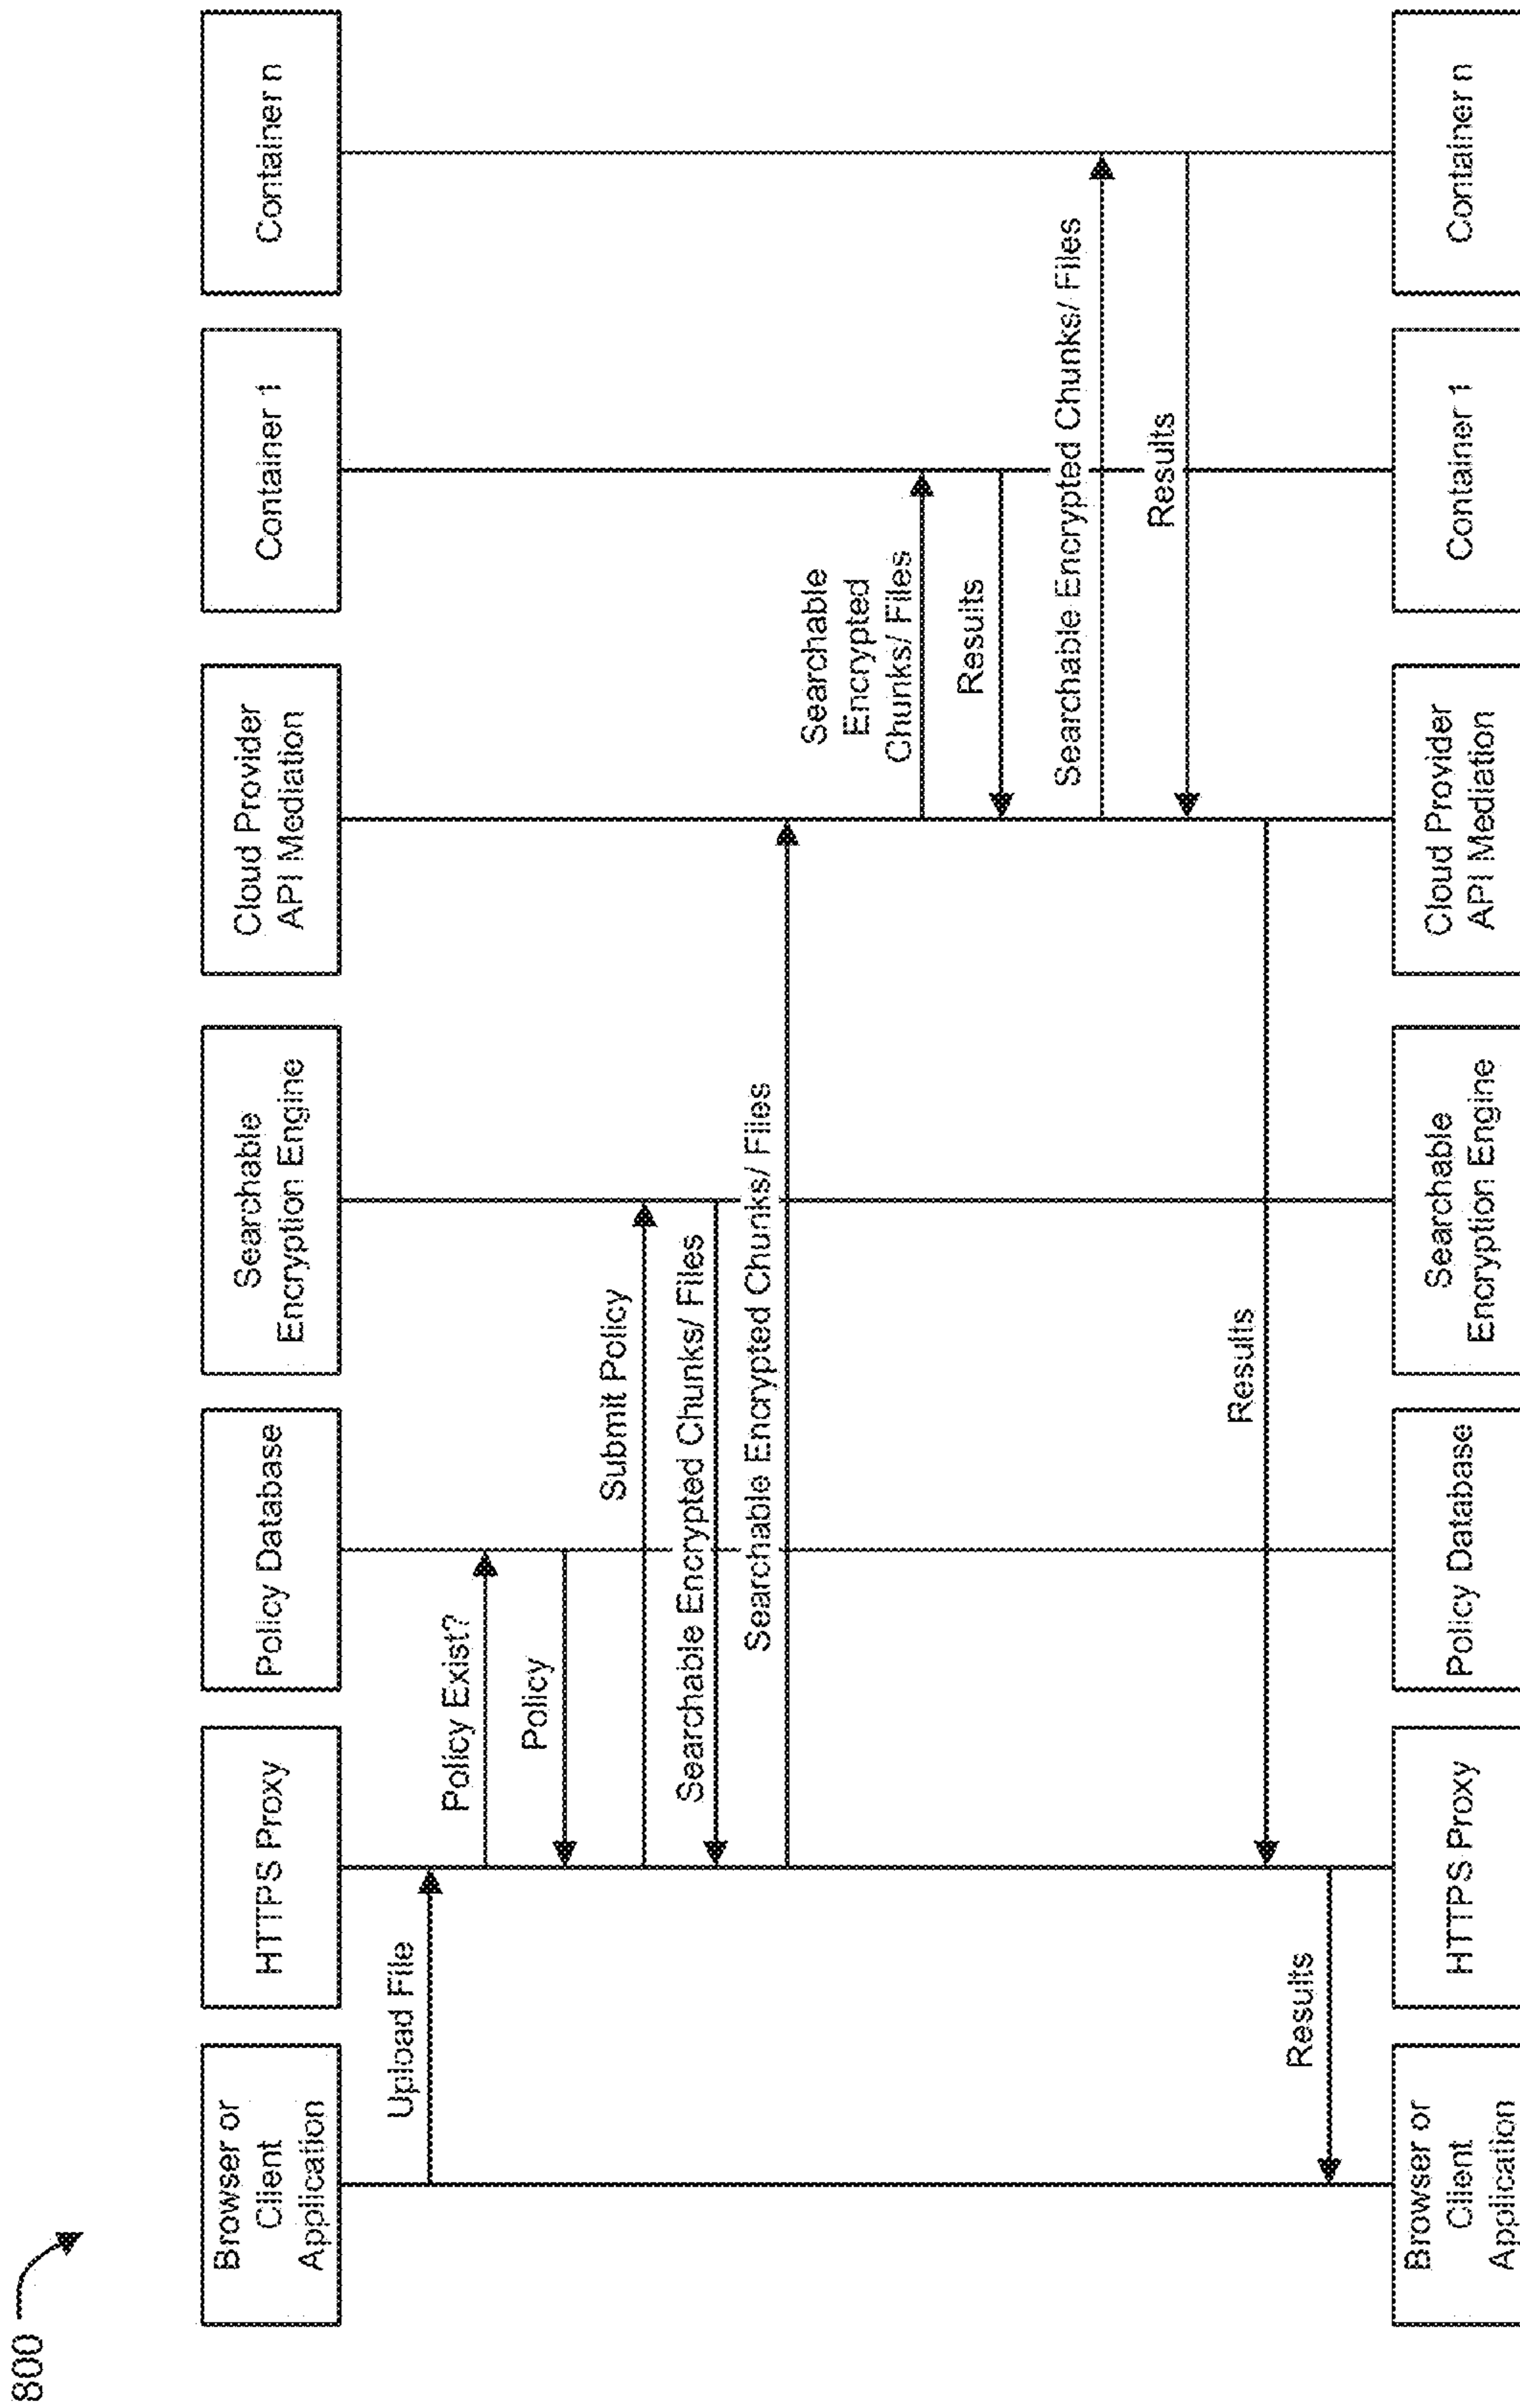 800
Browser or
Client
Application
HTTPS Proxy
Policy Database
Searchable
Encryption Engine
Cloud Provider
API Mediation
Container 1
Container n
Upload File
Policy Exist?
Policy
Submit Policy
Searchable Encrypted Chunks/ Files
Searchable Encrypted Chunks/ Files
Searchable
Encrypted
Chunks/ Files
Results
Searchable Encrypted Chunks/ Files
Results
Results
Results
Browser or
Client
Application
HTTPS Proxy
Policy Database
Searchable
Encryption Engine
Cloud Provider
API Mediation
Container 1
Container n